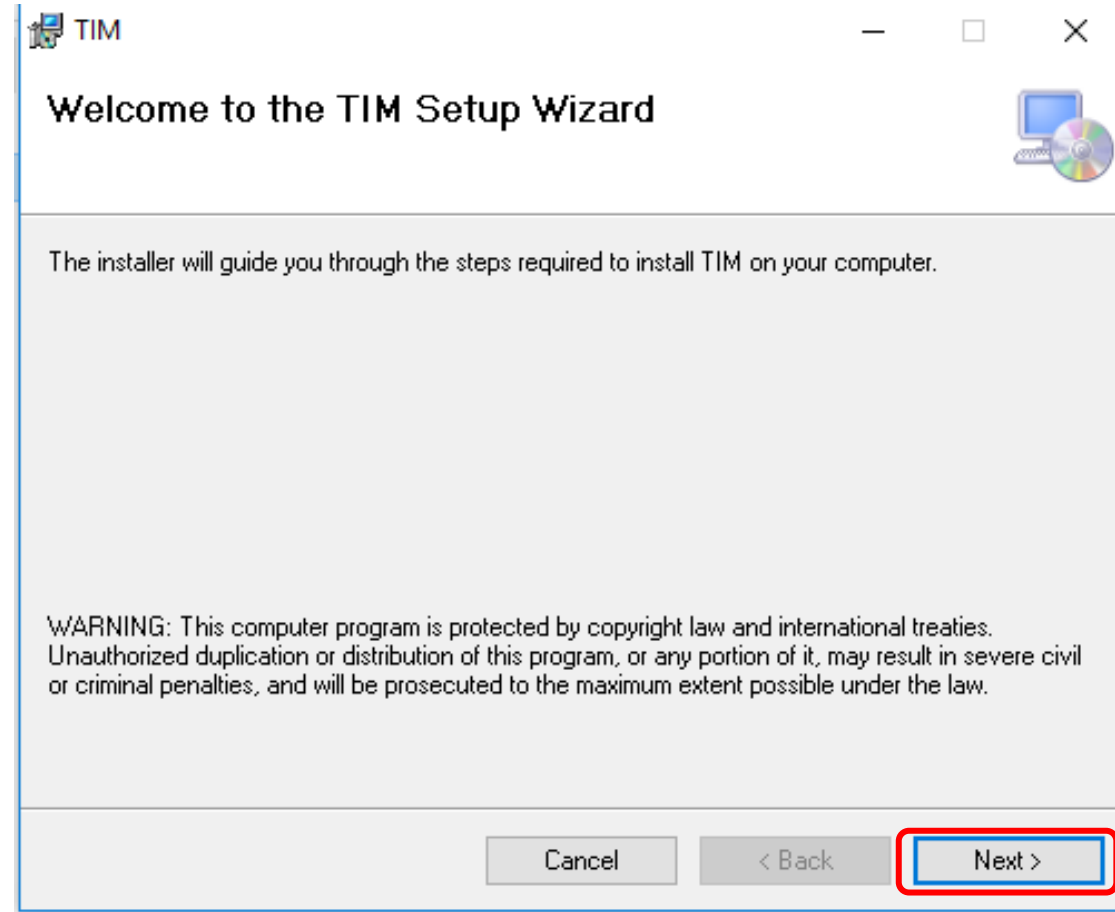 TIM
Welcome to the TIM Setup Wizard
The installer will guide you through the steps required to install TIM on your computer.
WARNING: This computer program is protected by copyright law and international treaties.
Unauthorized duplication or distribution of this program, or any portion of it, may result in severe civil
or criminal penalties, and will be prosecuted to the maximum extent possible under the law.
Cancel < Back Next >